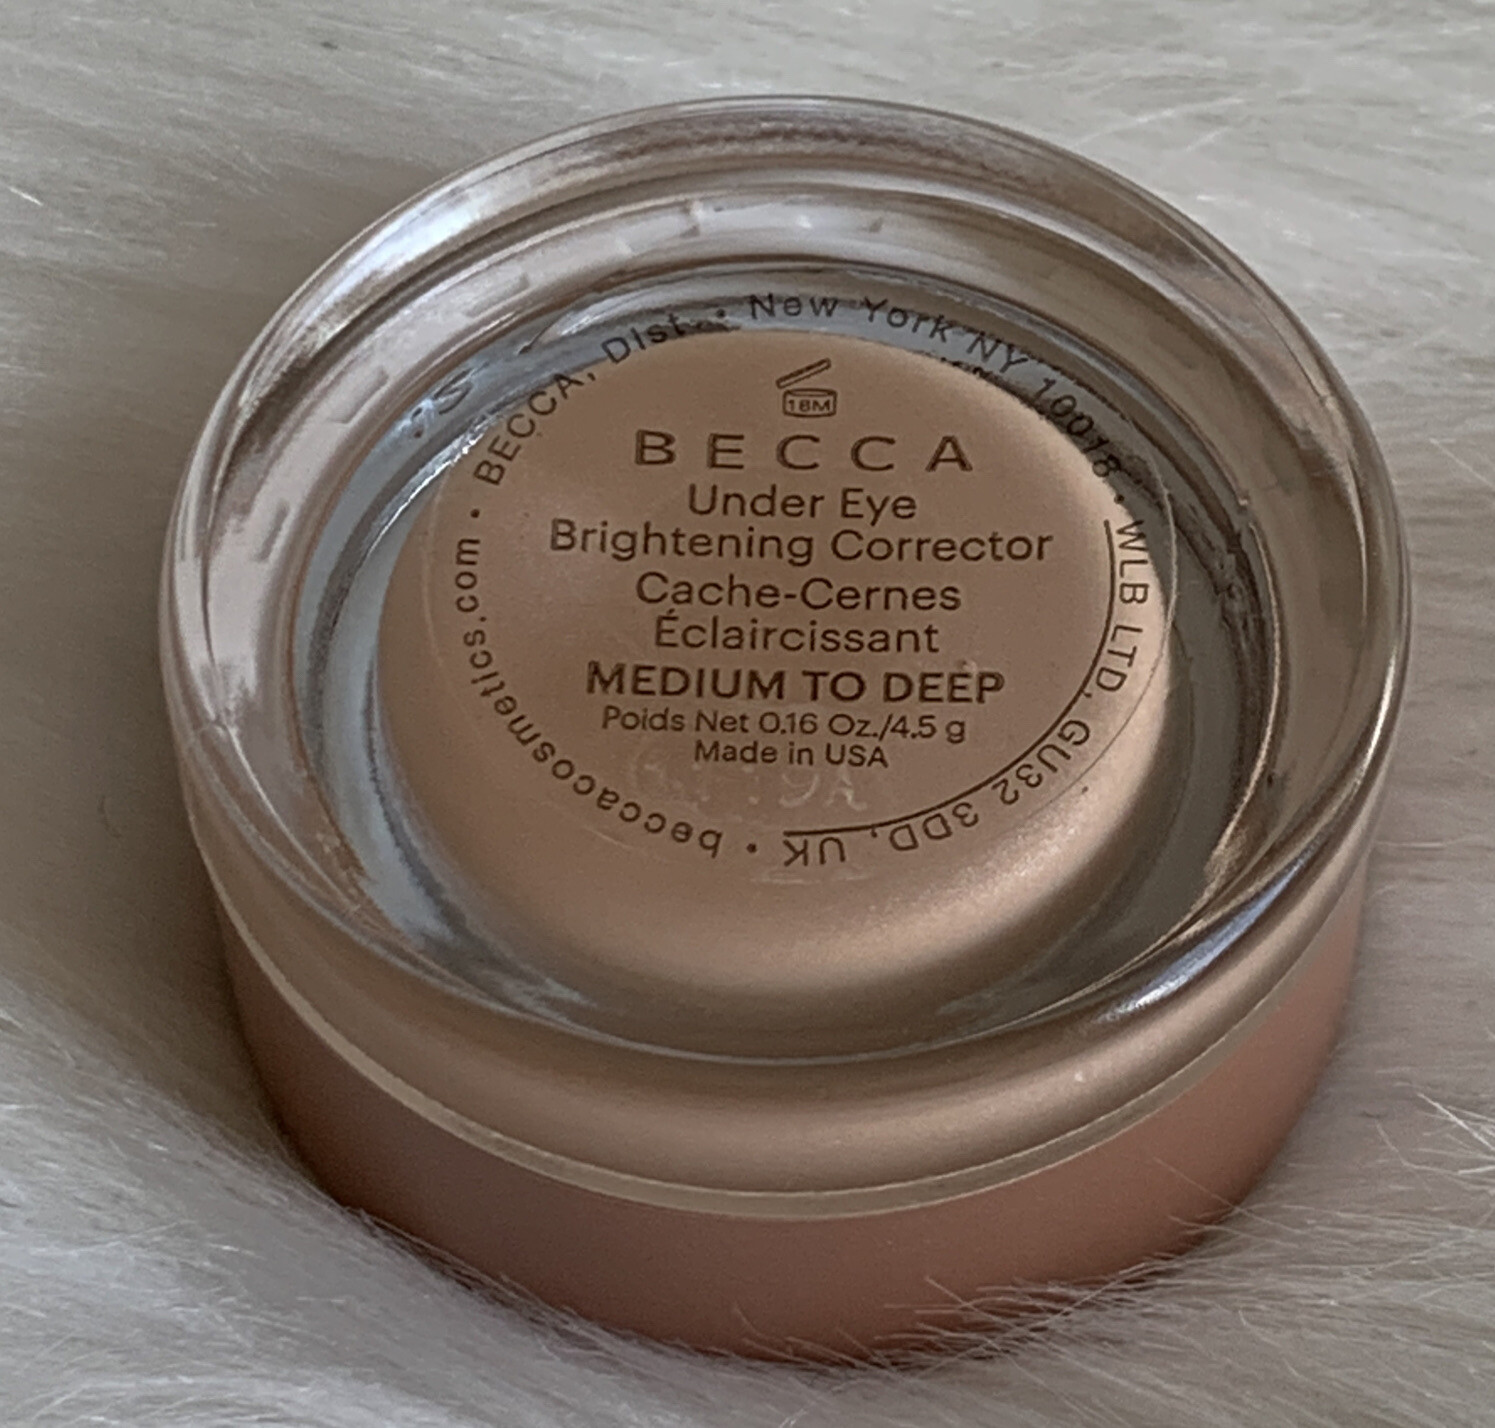 18M
BECCA
Under Eye
Brightening Corrector
Cache-Cernes
Éclaircissant
MEDIUM TO DEEP
Poids Net 0.16 Oz./4.5 g
Made in USA
BECCA, Dist. • New York NY 10018 • WLB LTD, GU32 3DD, UK • beccacosmetics.com •